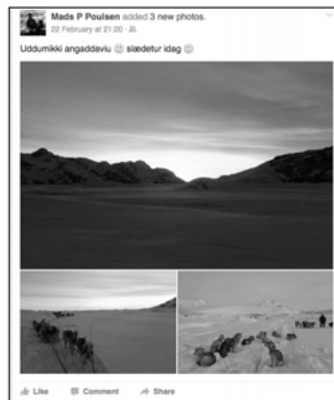 Mads P Poulsen added 3 new photos.
22 February at 21:20 ·
Uddumikki angaddaviu ☺ slædetur idag ☺
Like Comment Share